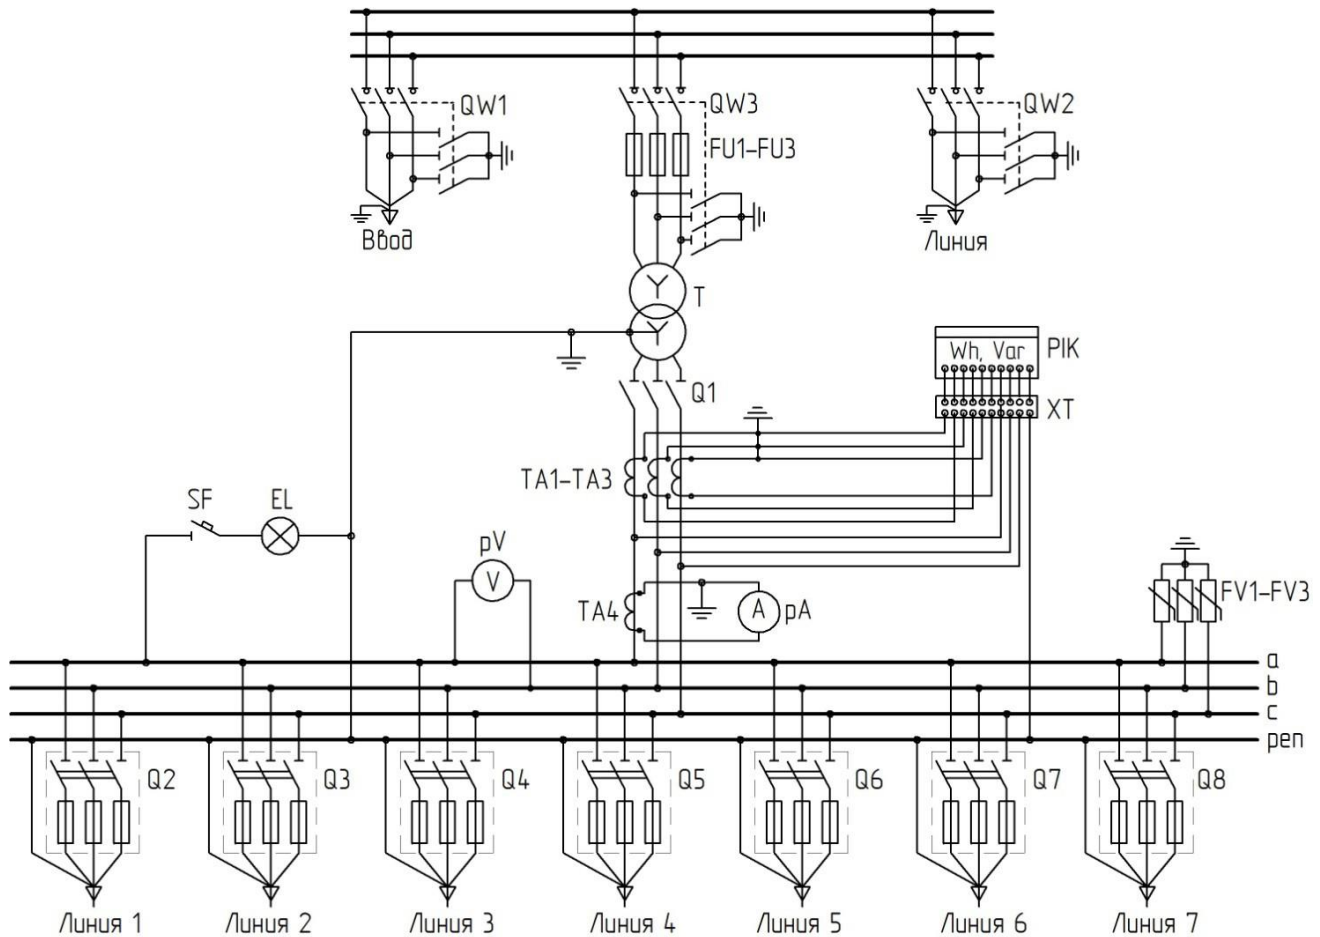 QW1
QW3
QW2
FU1-FU3
Ввод
Линия
T
Wh, Var
PIK
Q1
XT
TA1-TA3
SF
EL
pV
V
TA4
A
pA
FV1-FV3
a
b
c
pen
Q2
Q3
Q4
Q5
Q6
Q7
Q8
Линия 1
Линия 2
Линия 3
Линия 4
Линия 5
Линия 6
Линия 7